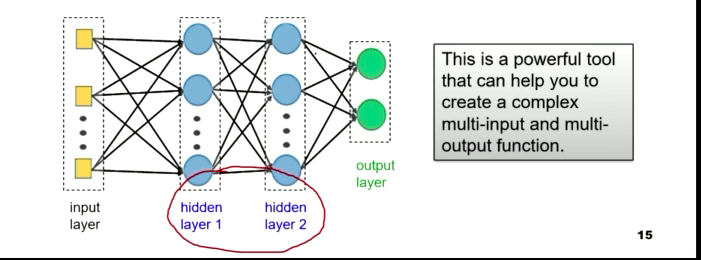 This is a powerful tool
that can help you to
create a complex
multi-input and multi-
output function.
output
layer
input
layer
hidden
layer 1
hidden
layer 2
15